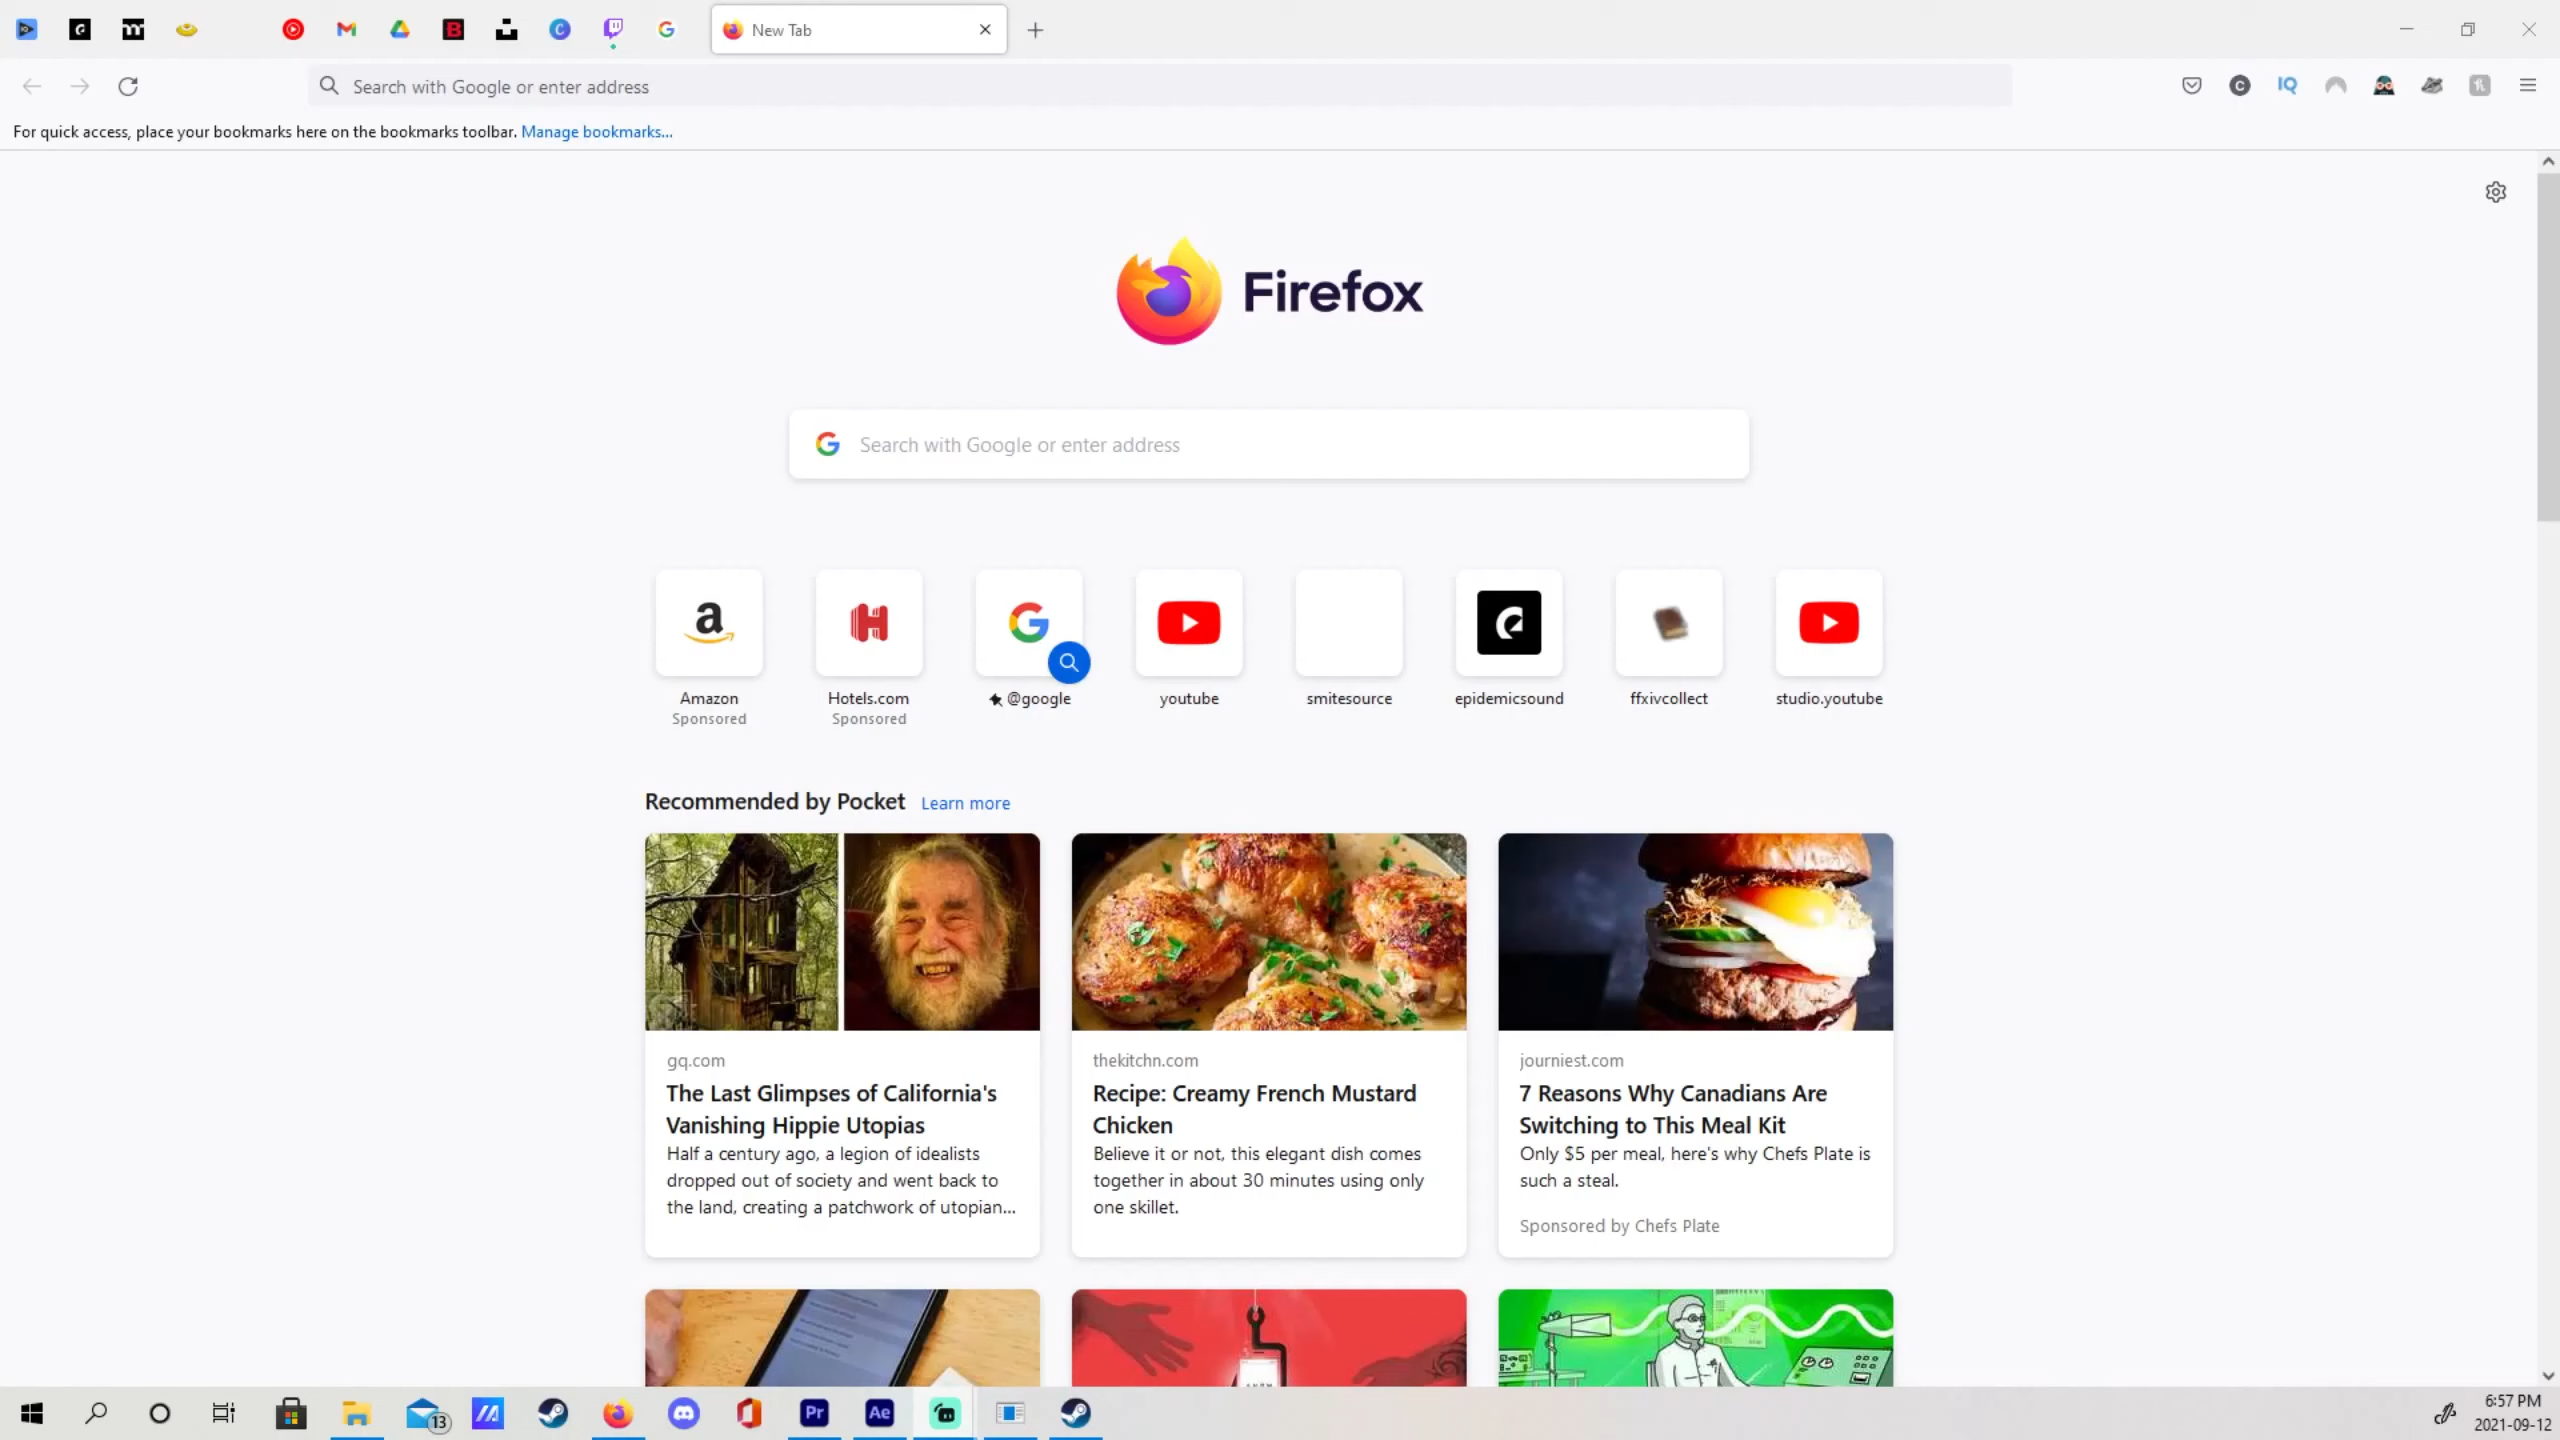 New Tab
Search with Google or enter address
IQ
For quick access, place your bookmarks here on the bookmarks toolbar. Manage bookmarks...
Firefox
Search with Google or enter address
Amazon
Sponsored
Hotels.com
Sponsored
@google
youtube
smitesource
epidemicsound
ffxivcollect
studio.youtube
Recommended by Pocket Learn more
gq.com
The Last Glimpses of California's
Vanishing Hippie Utopias
Half a century ago, a legion of idealists
dropped out of society and went back to
the land, creating a patchwork of utopian...
thekitchn.com
Recipe: Creamy French Mustard
Chicken
Believe it or not, this elegant dish comes
together in about 30 minutes using only
one skillet.
journiest.com
7 Reasons Why Canadians Are
Switching to This Meal Kit
Only $5 per meal, here's why Chefs Plate is
such a steal.
Sponsored by Chefs Plate
13
Pr
Ae
6:57 PM
2021-09-12